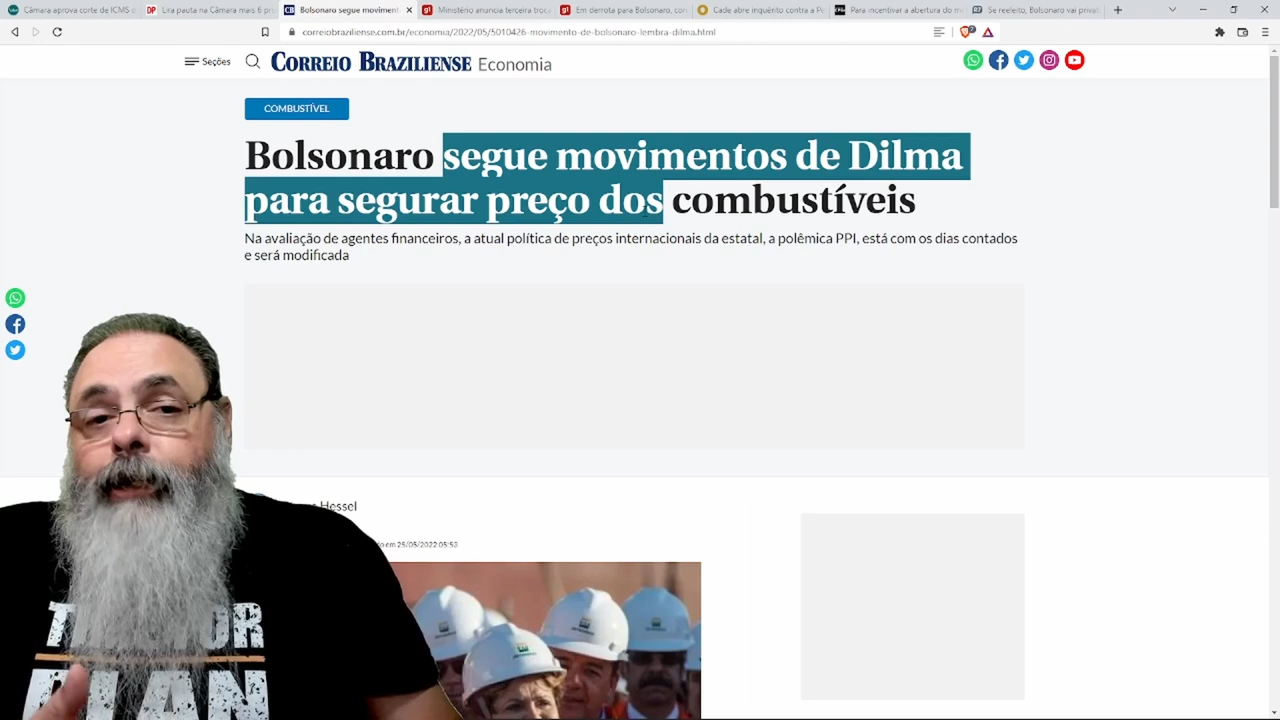 Câmara aprova corte de ICMS d
Lira pauta na Câmara mais 6 p
Bolsonaro segue moviment
Ministério anuncia terceira troca
Em derrota para Bolsonaro, con
Cade abre inquérito contra a Pe
Para incentivar a abertura do m
Se reeleito, Bolsonaro vai privat
correiobraziliense.com.br/economia/2022/05/5010426-movimento-de-bolsonaro-lembra-dilma.html
Seções
CORREIO BRAZILIENSE Economia
COMBUSTÍVEL
Bolsonaro segue movimentos de Dilma
para segurar preço dos combustíveis
Na avaliação de agentes financeiros, a atual política de preços internacionais da estatal, a polêmica PPI, está com os dias contados
e será modificada
Hessel
em 25/05/2022 05:53